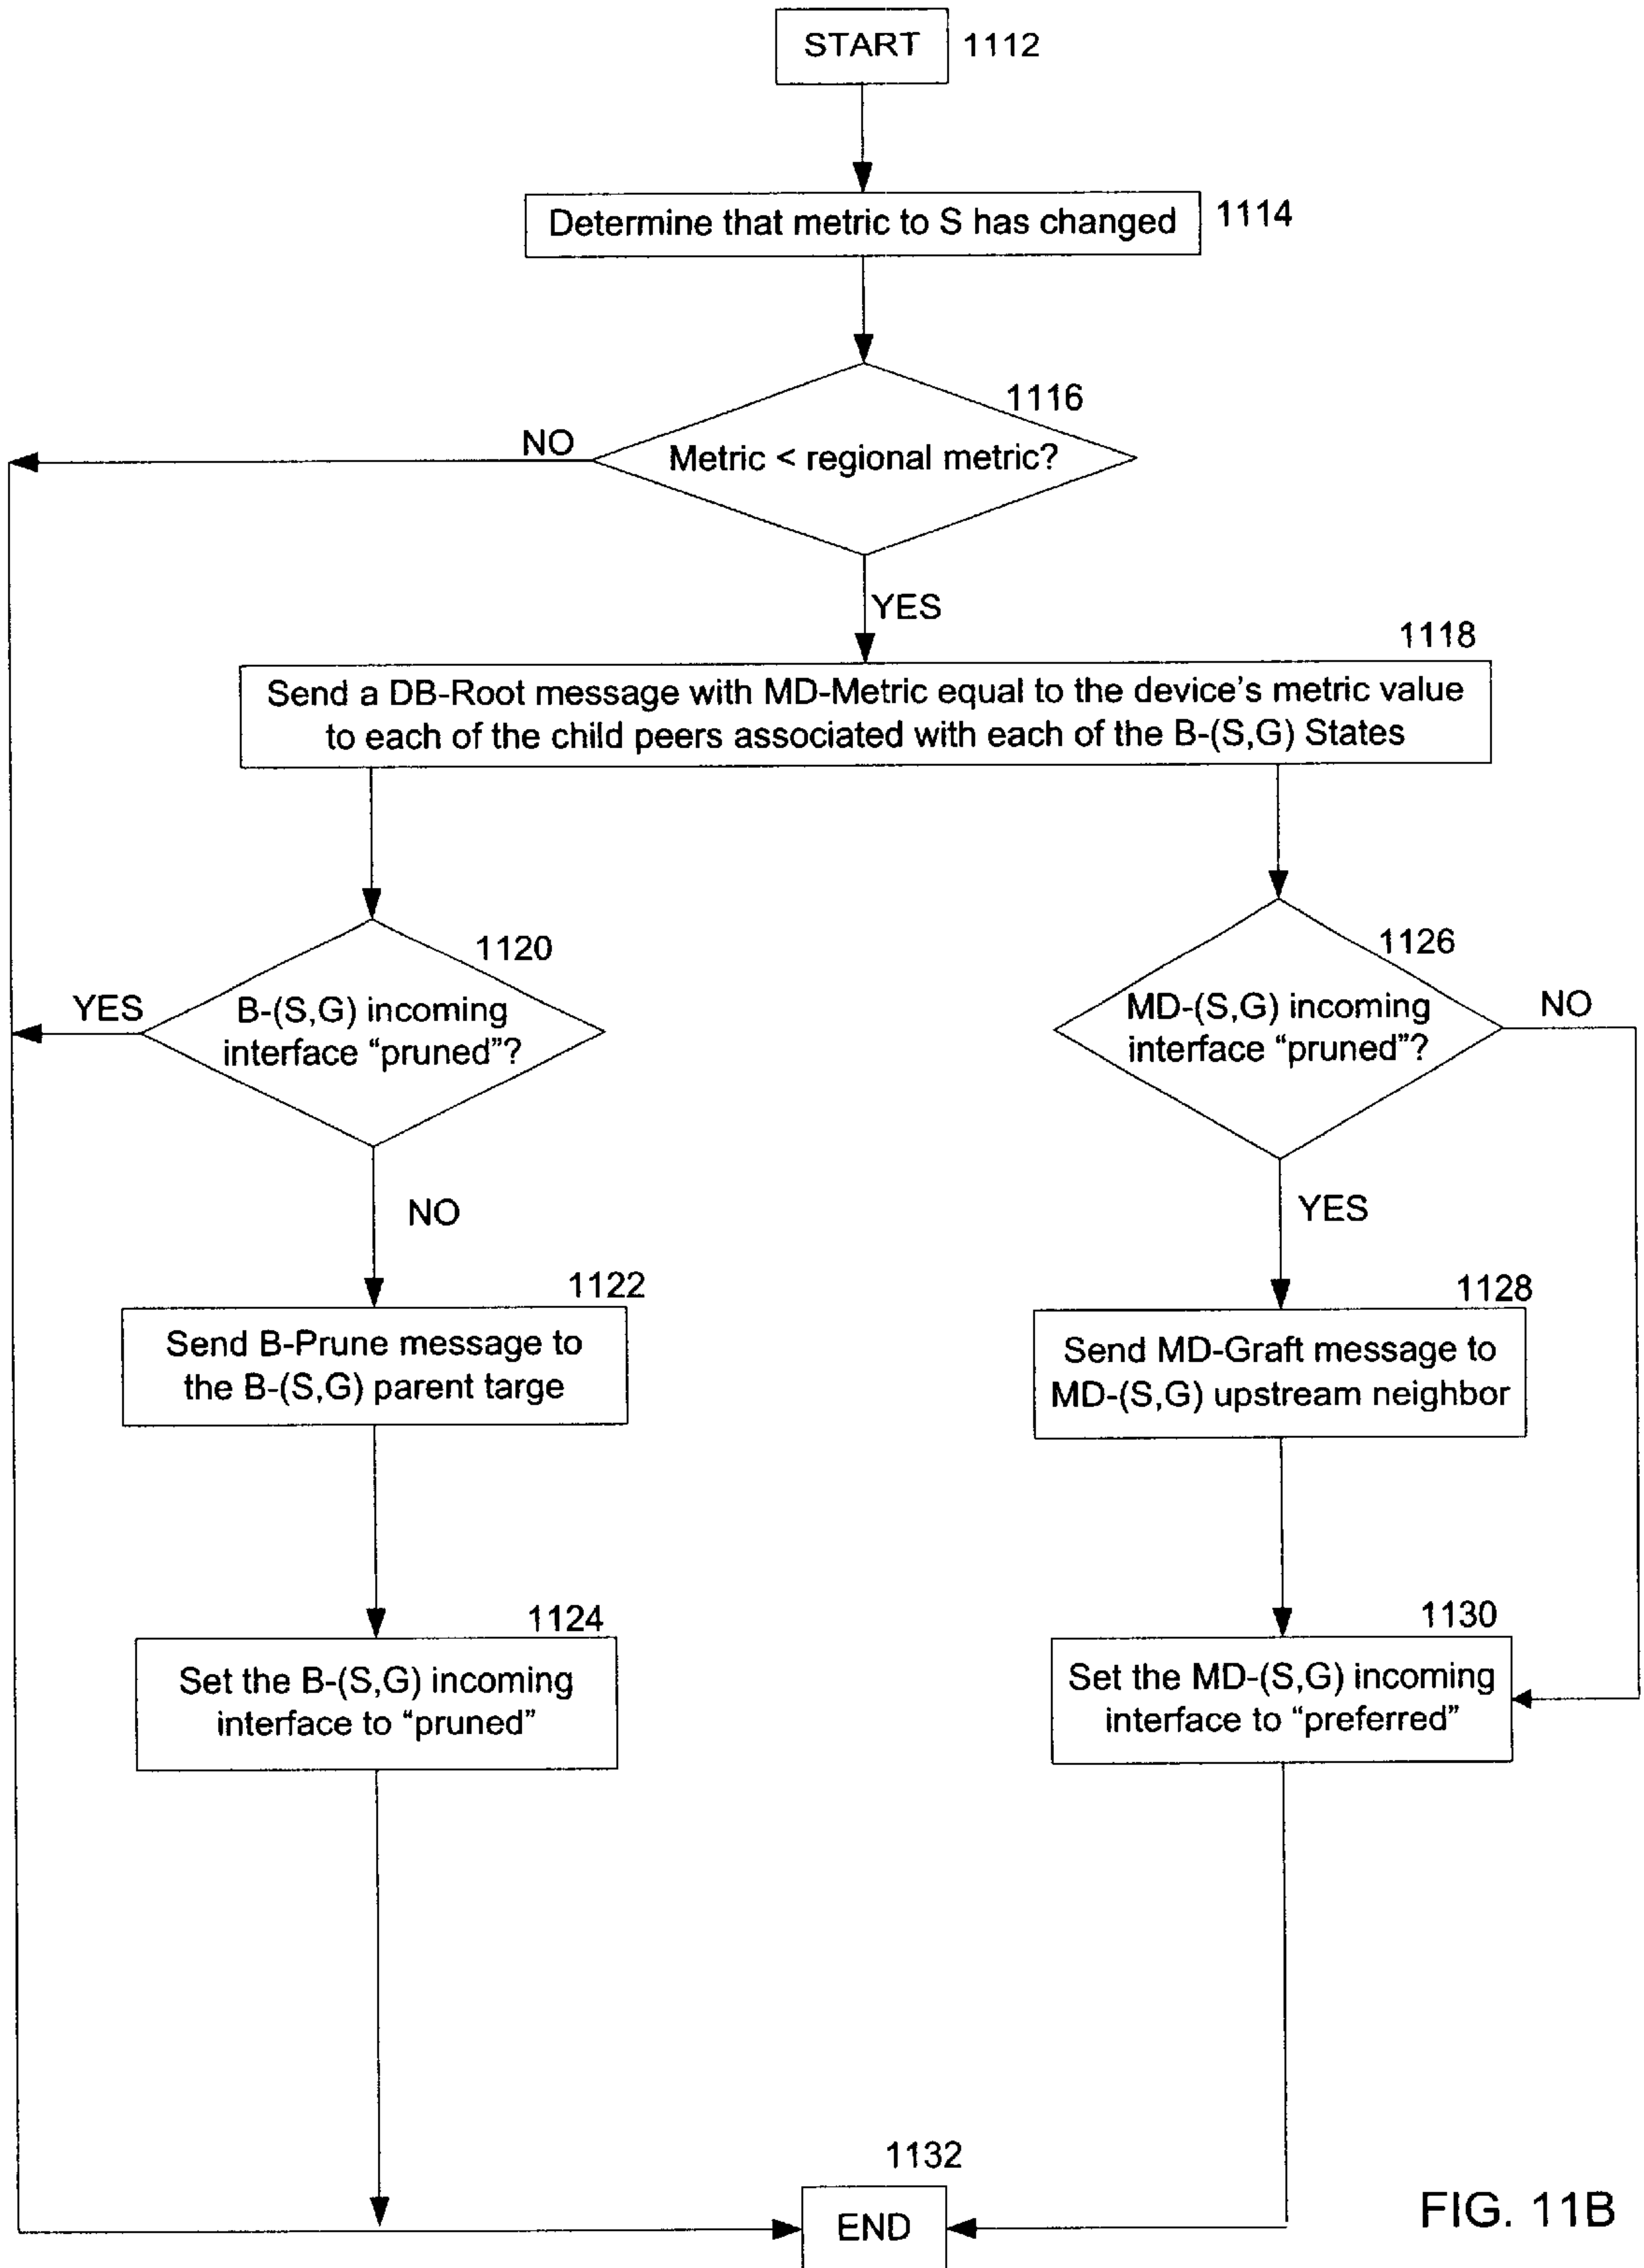 START
1112
Determine that metric to S has changed
1114
1116
Metric < regional metric?
NO
YES
1118
Send a DB-Root message with MD-Metric equal to the device's metric value
to each of the child peers associated with each of the B-(S,G) States
1120
B-(S,G) incoming
interface “pruned”?
YES
NO
1126
MD-(S,G) incoming
interface “pruned”?
NO
YES
1122
Send B-Prune message to
the B-(S,G) parent targe
1128
Send MD-Graft message to
MD-(S,G) upstream neighbor
1124
Set the B-(S,G) incoming
interface to “pruned”
1130
Set the MD-(S,G) incoming
interface to “preferred”
1132
END
FIG. 11B